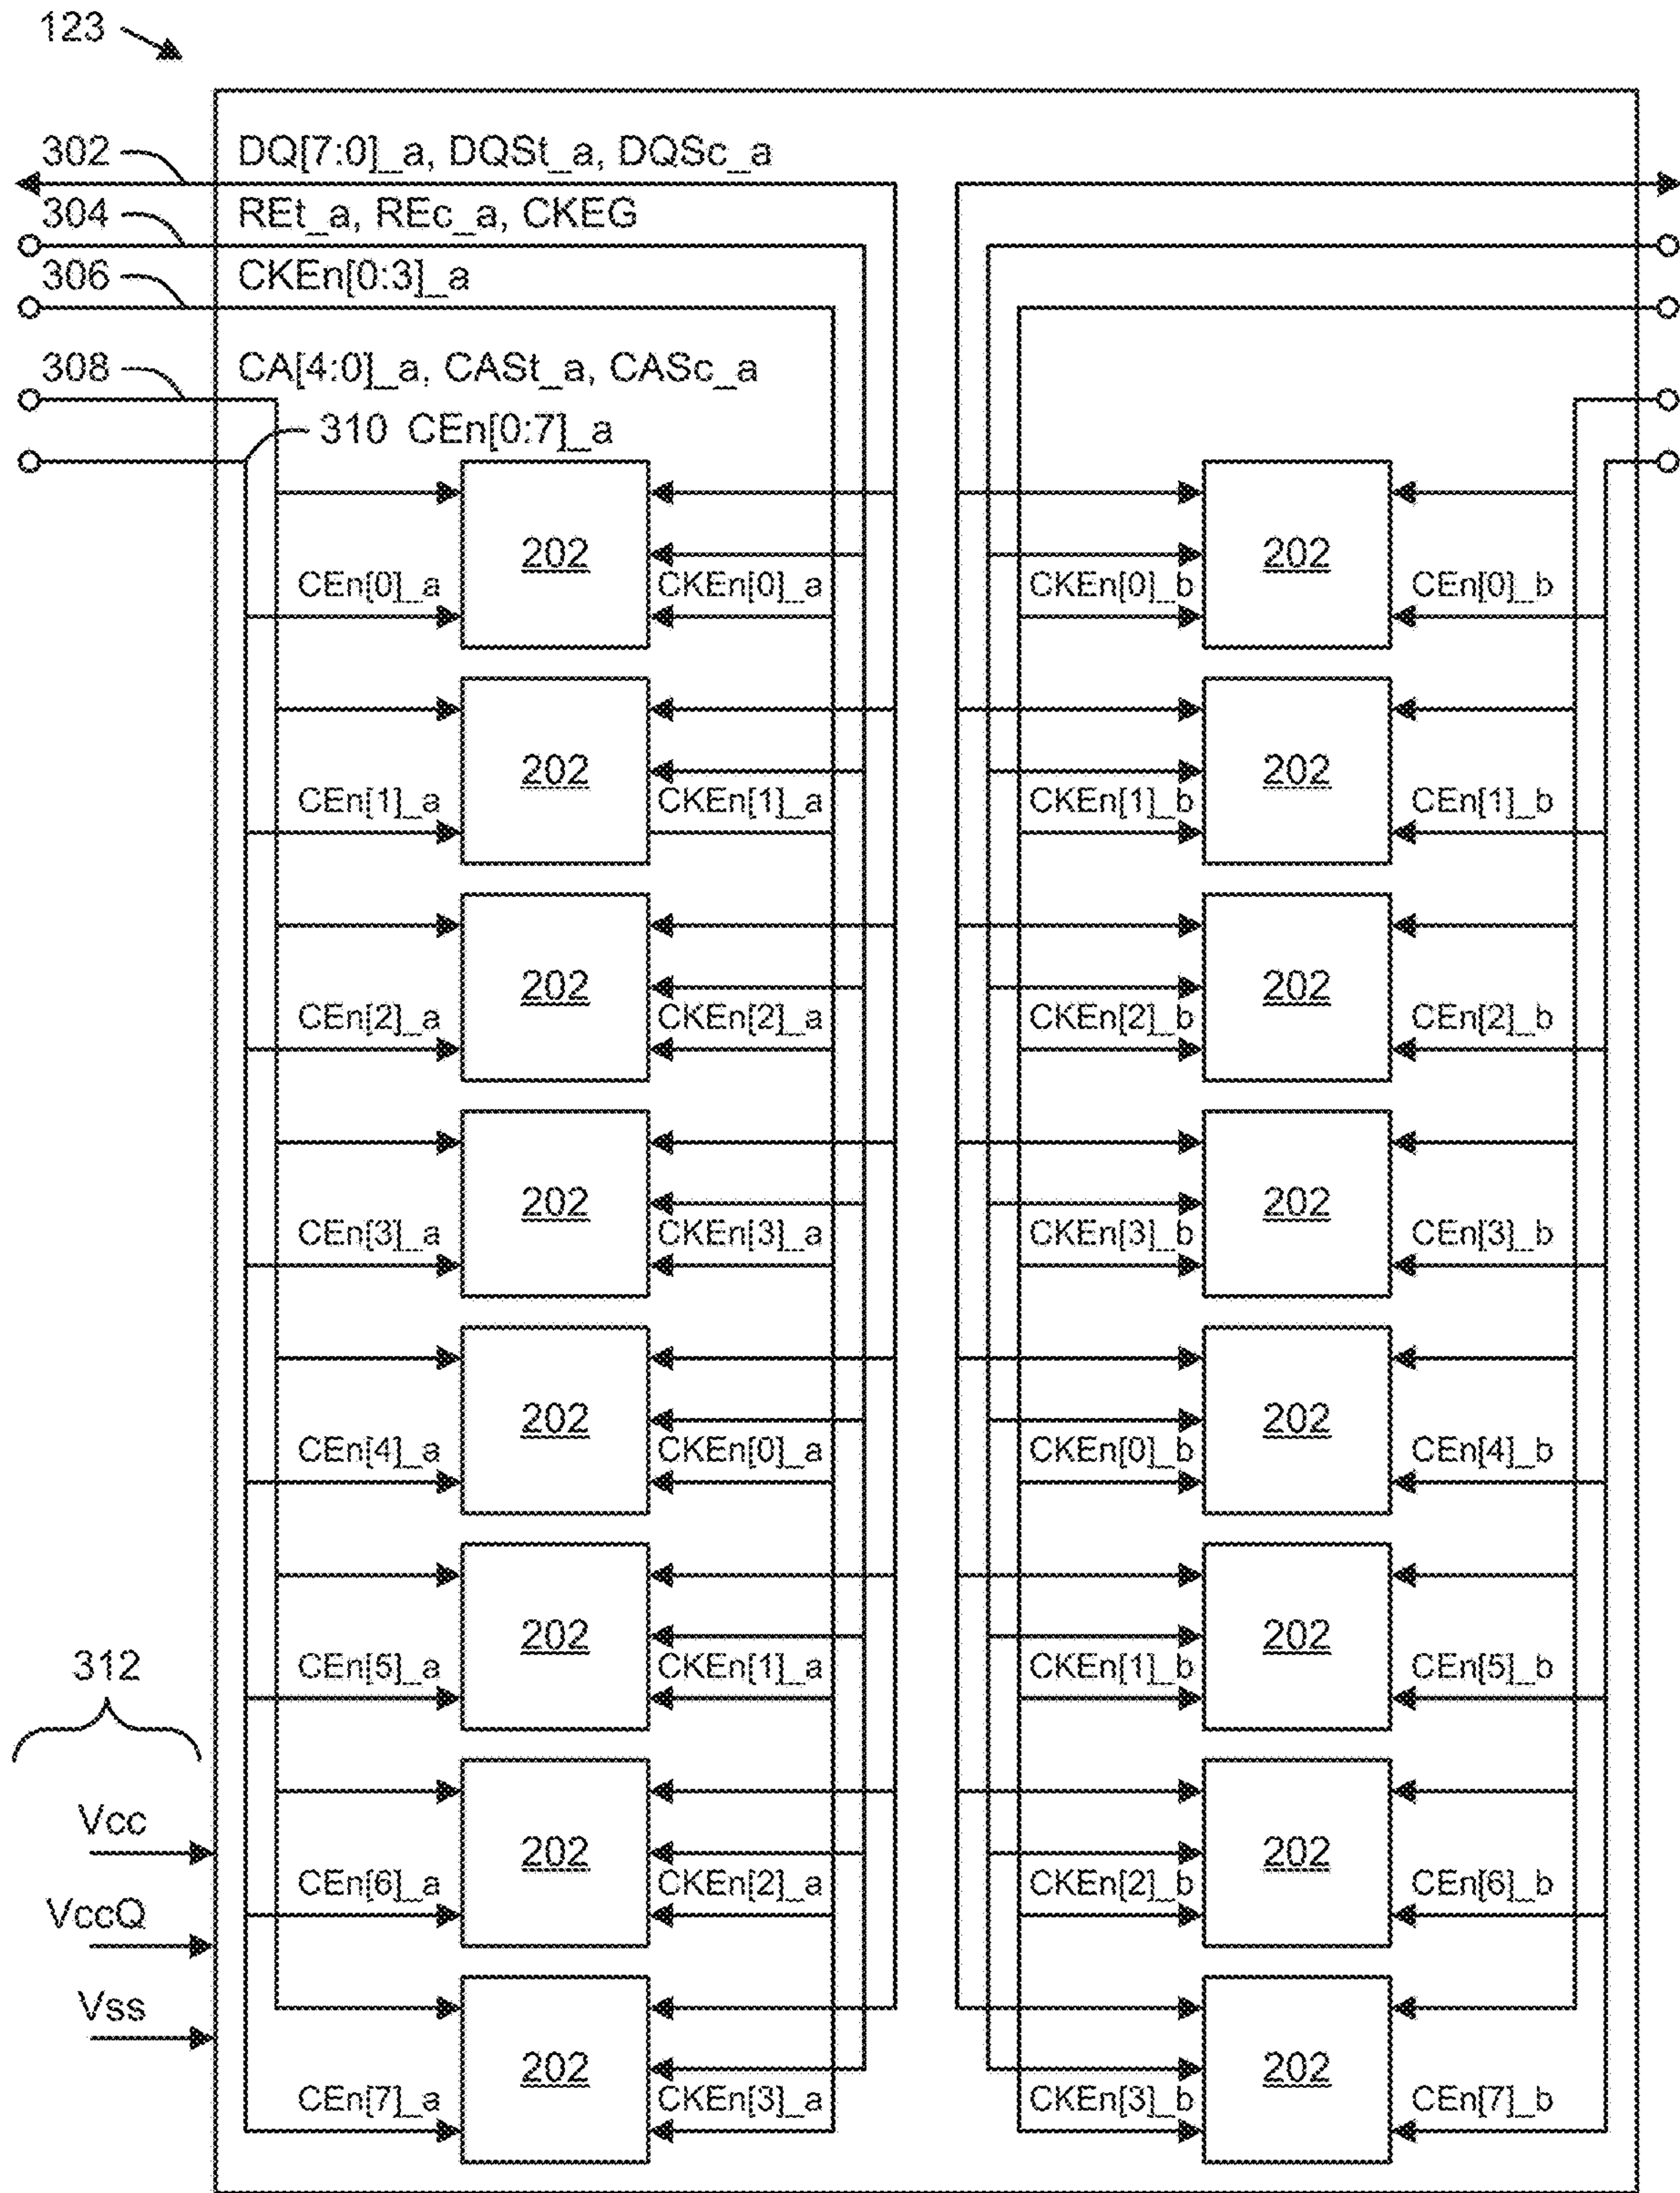 123
302 DQ[7:0]_a, DQSt_a, DQSc_a
304 REt_a, REc_a, CKEG
306 CKEn[0:3]_a
308 CA[4:0]_a, CASt_a, CASc_a
310 CEn[0:7]_a
202 202
CEn[0]_a CKEn[0]_a CKEn[0]_b CEn[0]_b
202 202
CEn[1]_a CKEn[1]_a CKEn[1]_b CEn[1]_b
202 202
CEn[2]_a CKEn[2]_a CKEn[2]_b CEn[2]_b
202 202
CEn[3]_a CKEn[3]_a CKEn[3]_b CEn[3]_b
202 202
CEn[4]_a CKEn[0]_a CKEn[0]_b CEn[4]_b
202 202
312 CEn[5]_a CKEn[1]_a CKEn[1]_b CEn[5]_b
Vcc
202 202
CEn[6]_a CKEn[2]_a CKEn[2]_b CEn[6]_b
VccQ
Vss
202 202
CEn[7]_a CKEn[3]_a CKEn[3]_b CEn[7]_b